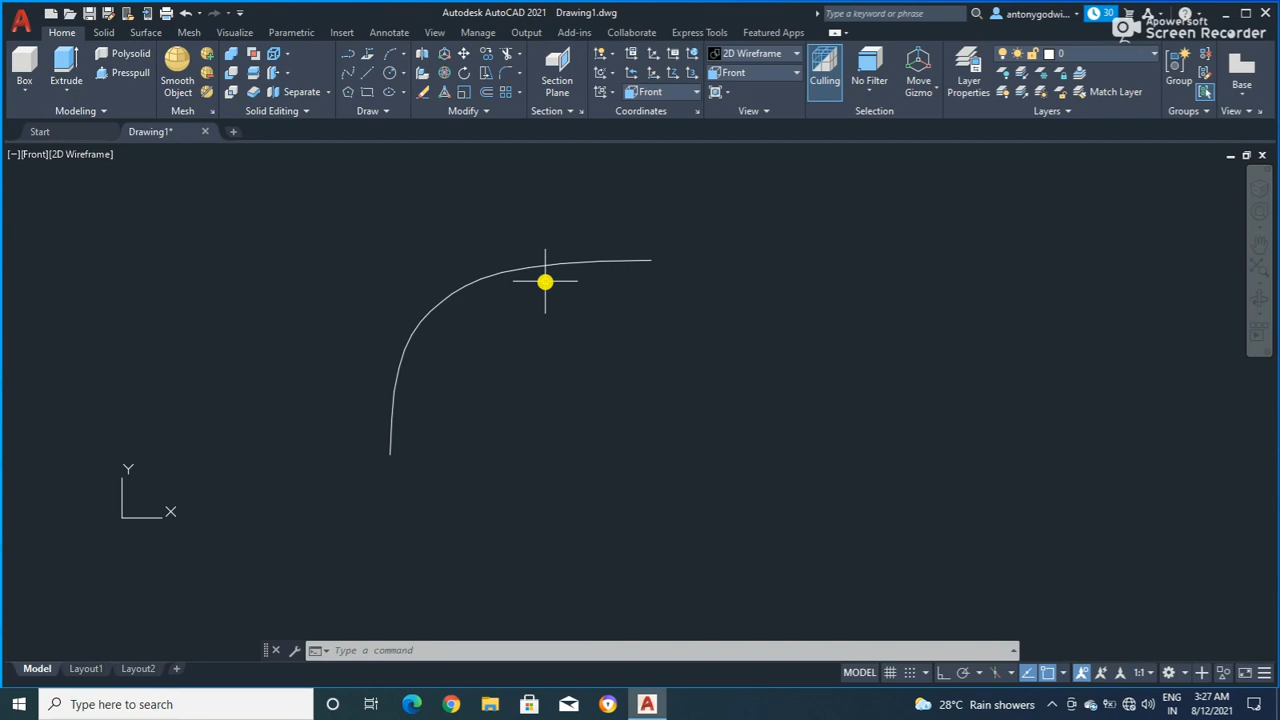 Autodesk AutoCAD 2021 Drawing1.dwg
Type a keyword or phrase
antonygodwi...
30
Apowersoft
Screen Recorder
Home Solid Surface Mesh Visualize Parametric Insert Annotate View Manage Output Add-ins Collaborate Express Tools Featured Apps
Box
Extrude
Polysolid
Presspull
Smooth
Object
Separate
Section
Plane
Front
2D Wireframe
Front
Culling
No Filter
Move
Gizmo
Layer
Properties
0
Match Layer
Group
Base
Modeling
Mesh
Solid Editing
Draw
Modify
Section
Coordinates
View
Selection
Layers
Groups
View
Start
Drawing1*
[−][Front][2D Wireframe]
Y
X
Type a command
Model
Layout1
Layout2
MODEL
1:1
Type here to search
28°C Rain showers
ENG
IN
3:27 AM
8/12/2021